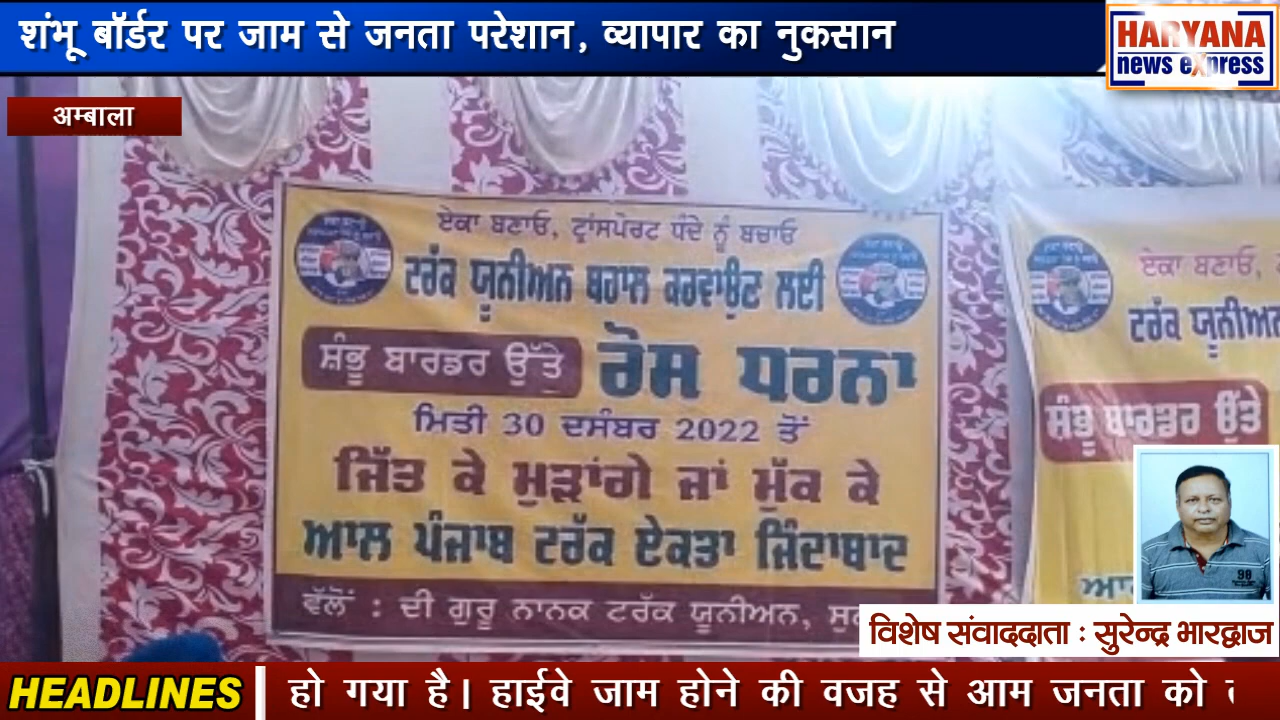 शंभू बॉर्डर पर जाम से जनता परेशान, व्यापार का नुकसान
HARYANA
news express
अम्बाला
ਏਕਾ ਬਣਾਓ, ਟ੍ਰਾਂਸਪੋਰਟ ਧੰਦੇ ਨੂੰ ਬਚਾਓ
ਟਰੱਕ ਯੂਨੀਅਨ ਬਹਾਲ ਕਰਵਾਉਣ ਲਈ
ਸ਼ੰਭੂ ਬਾਰਡਰ ਉੱਤੇ ਰੋਸ ਧਰਨਾ
ਮਿਤੀ 30 ਦਸੰਬਰ 2022 ਤੋਂ
ਜਿੱਤ ਕੇ ਮੁੜਾਂਗੇ ਜਾਂ ਮੁੱਕ ਕੇ
ਆਲ ਪੰਜਾਬ ਟਰੱਕ ਏਕਤਾ ਜਿੰਦਾਬਾਦ
ਵੱਲੋਂ : ਦੀ ਗੁਰੂ ਨਾਨਕ ਟਰੱਕ ਯੂਨੀਅਨ,
ਏਕਾ ਬਣਾਓ,
ਟਰੱਕ ਯੂਨੀਅਨ
ਸ਼ੰਭੂ ਬਾਰਡਰ ਉੱਤੇ
98
विशेष संवाददाता : सुरेन्द्र भारद्वाज
HEADLINES हो गया है। हाईवे जाम होने की वजह से आम जनता को